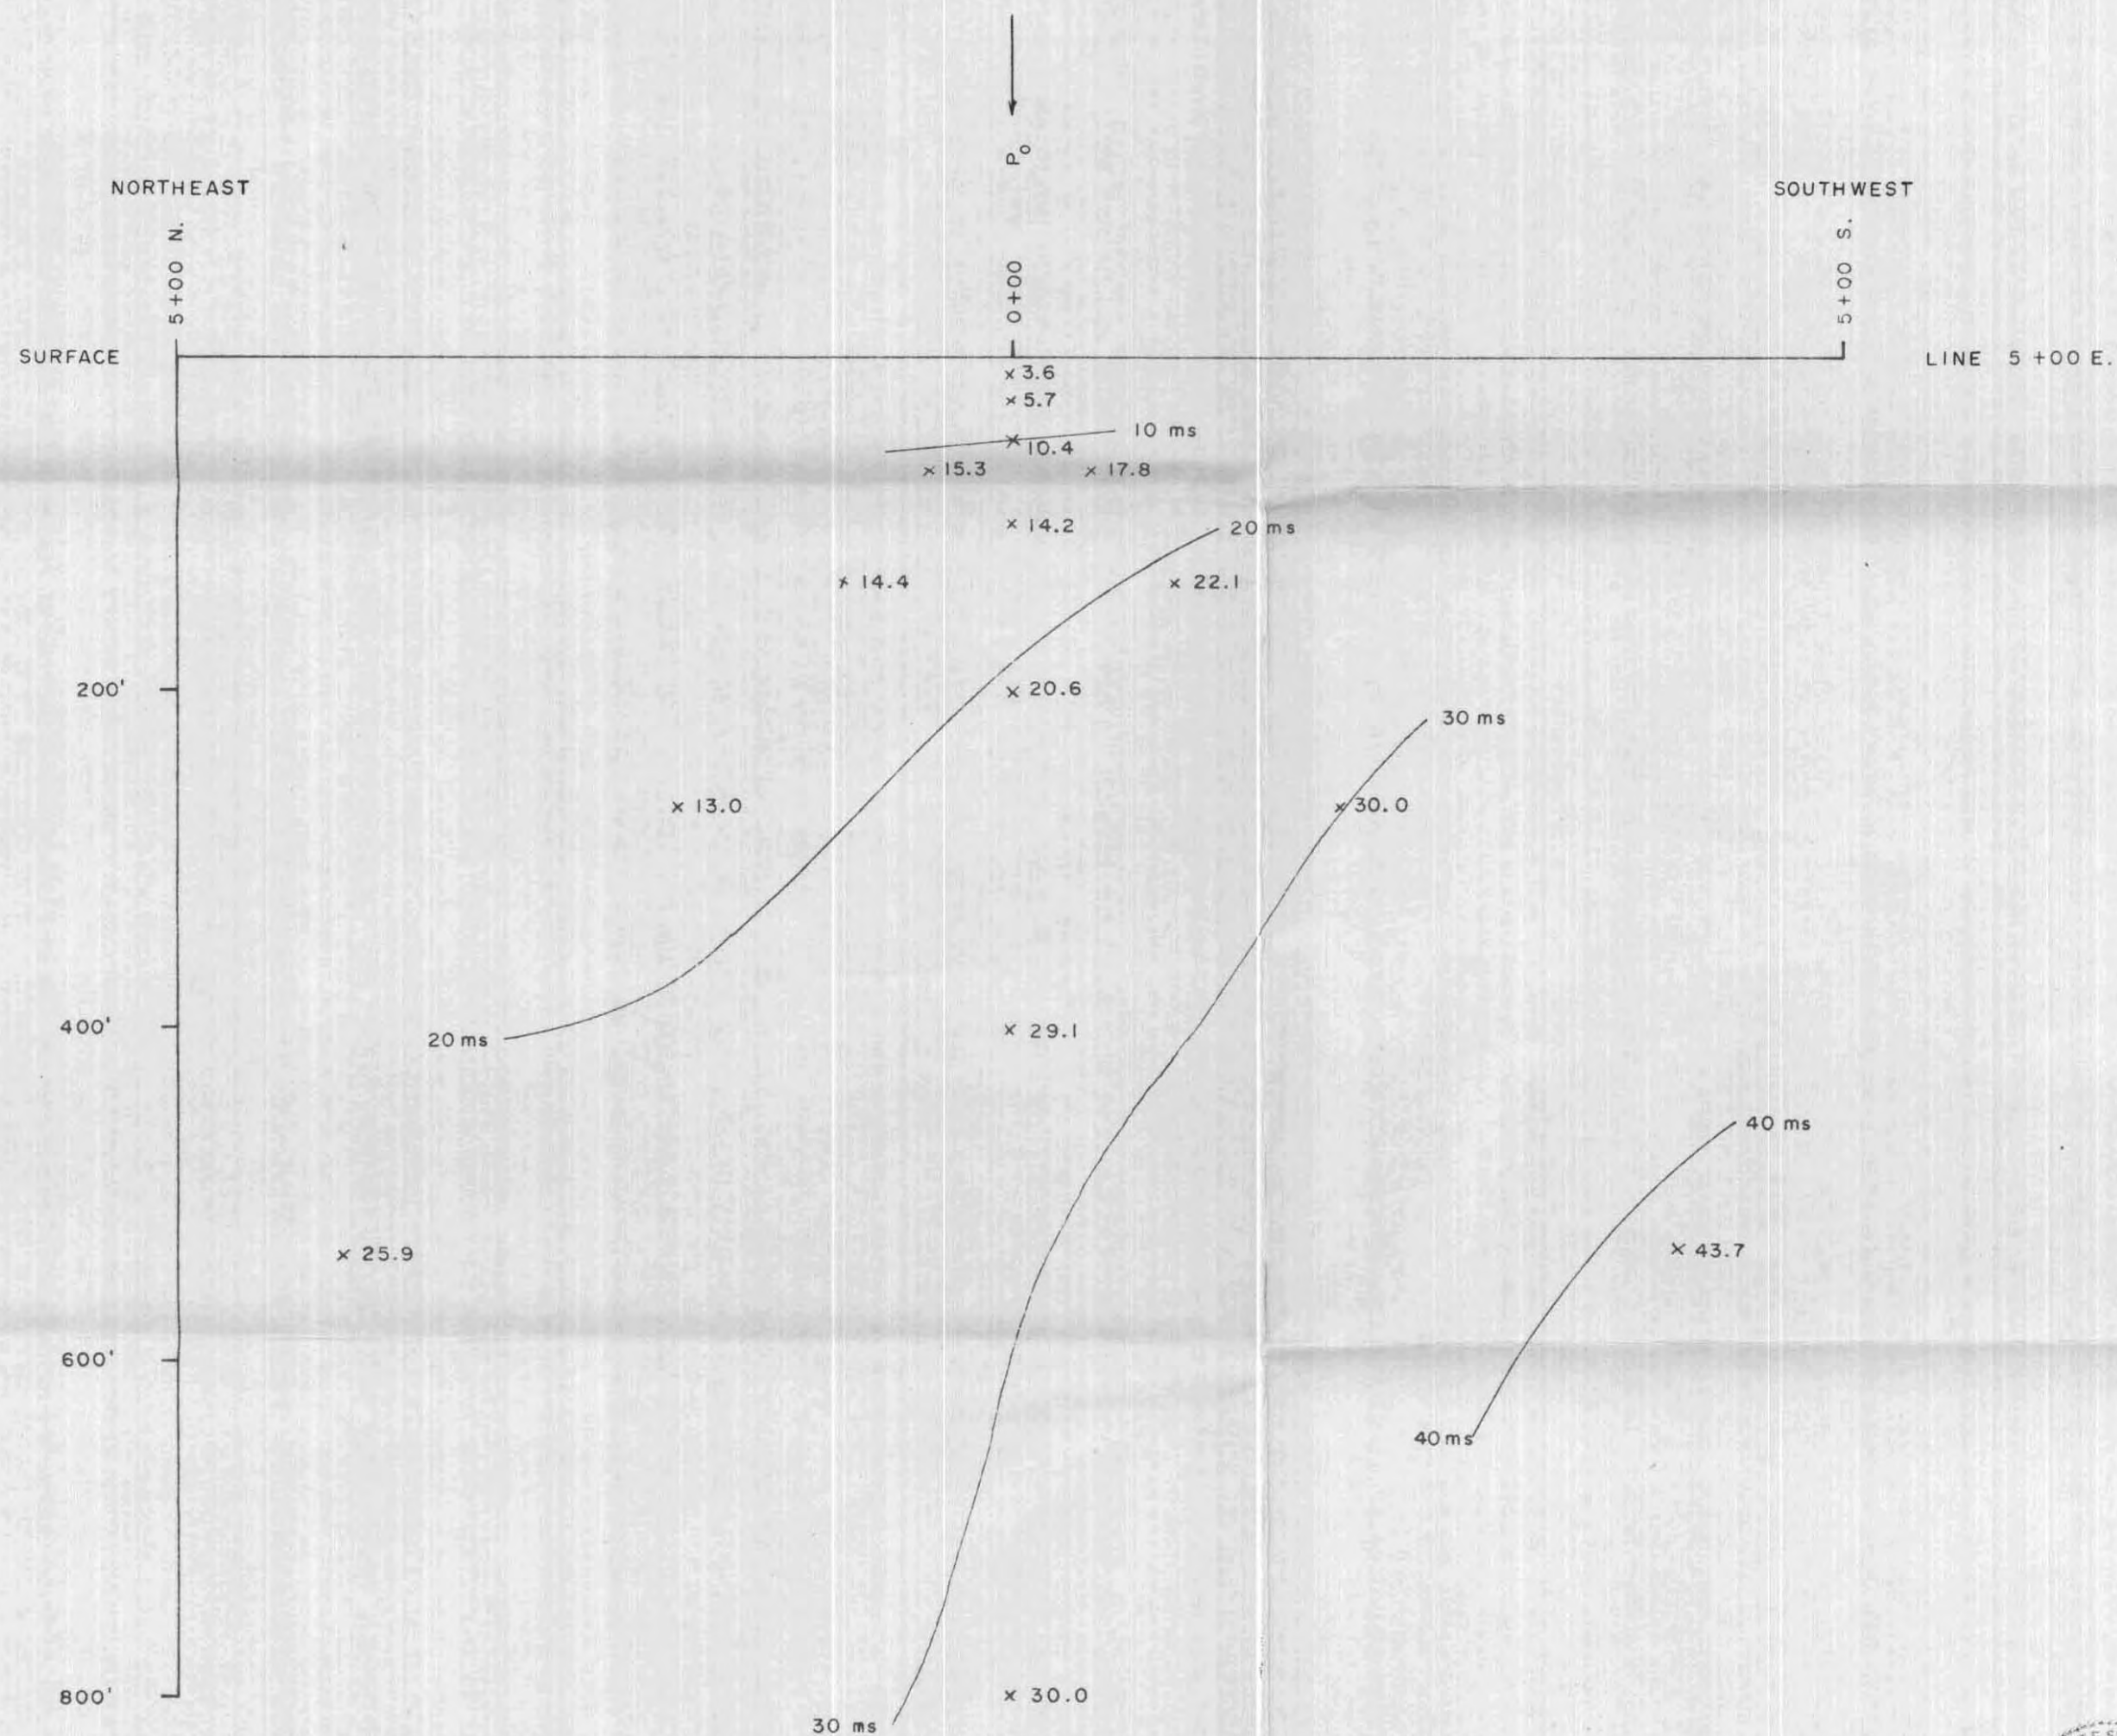 P₀
NORTHEAST
SOUTHWEST
5+00 N.
0+00
5+00 S.
SURFACE
LINE 5+00 E.
x 3.6
x 5.7
10 ms
x 10.4
x 15.3
x 17.8
x 14.2
20 ms
x 14.4
x 22.1
200'
x 20.6
30 ms
x 13.0
x 30.0
400'
x 29.1
20 ms
40 ms
x 25.9
x 43.7
600'
40 ms
800'
x 30.0
30 ms